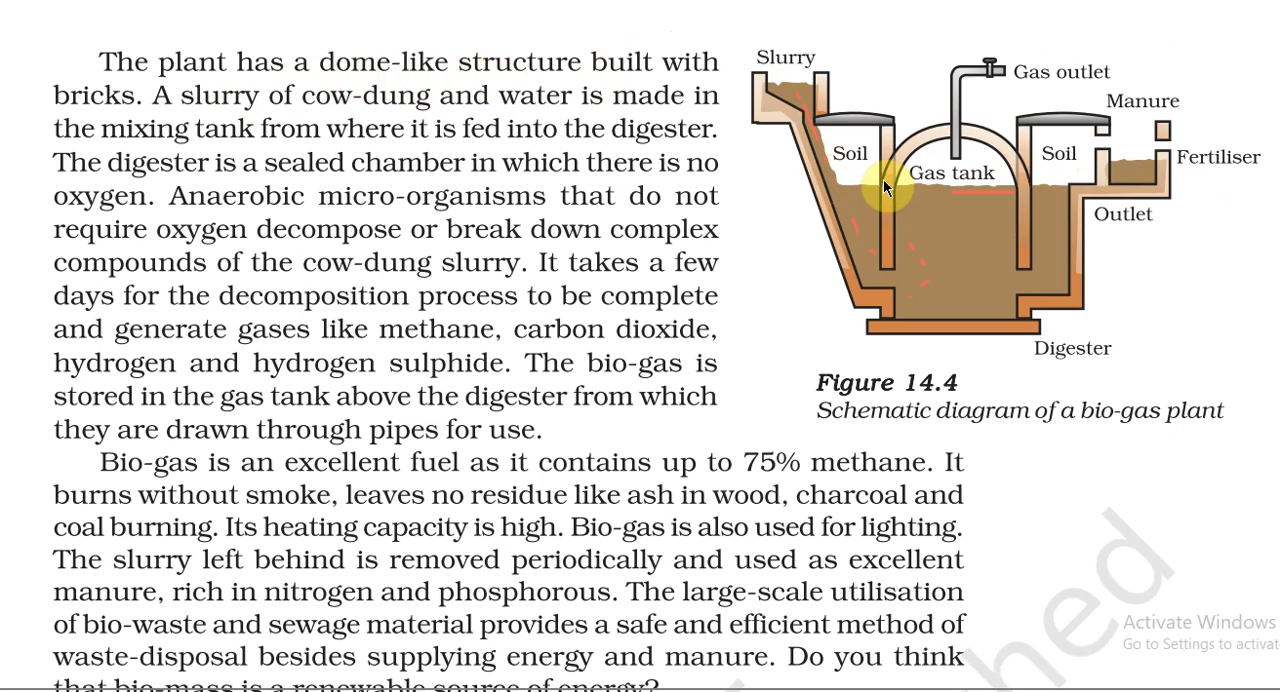 The plant has a dome-like structure built with
bricks. A slurry of cow-dung and water is made in
the mixing tank from where it is fed into the digester.
The digester is a sealed chamber in which there is no
oxygen. Anaerobic micro-organisms that do not
require oxygen decompose or break down complex
compounds of the cow-dung slurry. It takes a few
days for the decomposition process to be complete
and generate gases like methane, carbon dioxide,
hydrogen and hydrogen sulphide. The bio-gas is
stored in the gas tank above the digester from which
they are drawn through pipes for use.
Slurry
Gas outlet
Manure
Soil
Soil
Fertiliser
Gas tank
Outlet
Digester
Figure 14.4
Schematic diagram of a bio-gas plant
Bio-gas is an excellent fuel as it contains up to 75% methane. It
burns without smoke, leaves no residue like ash in wood, charcoal and
coal burning. Its heating capacity is high. Bio-gas is also used for lighting.
The slurry left behind is removed periodically and used as excellent
manure, rich in nitrogen and phosphorous. The large-scale utilisation
of bio-waste and sewage material provides a safe and efficient method of
waste-disposal besides supplying energy and manure. Do you think
that bio-mass is a renewable source of energy?
hed
Activate Windows
Go to Settings to activat